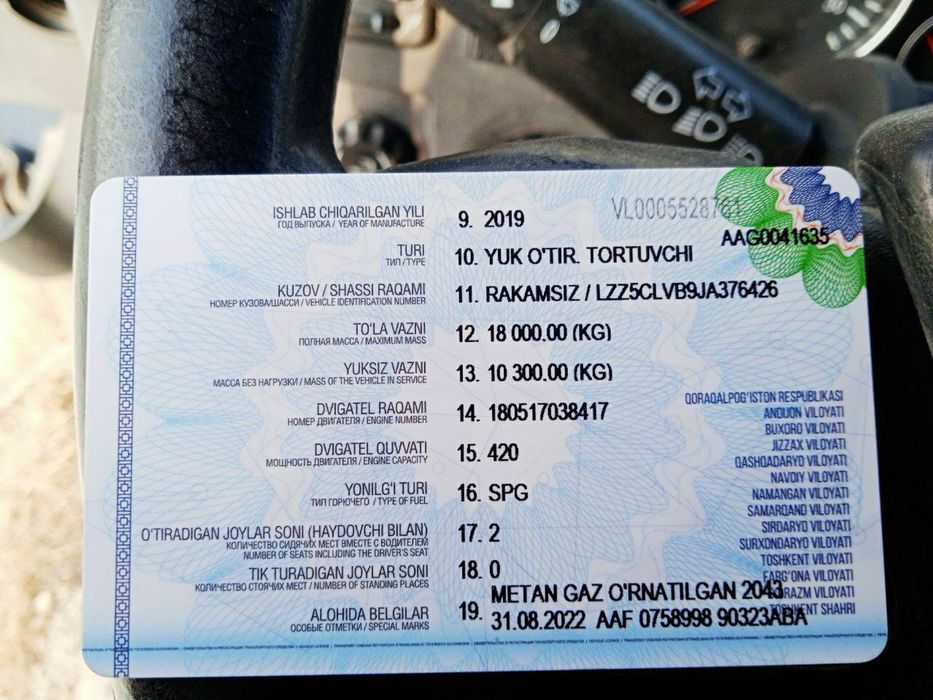 ISHLAB CHIQARILGAN YILI
ГОД ВЫПУСКА / YEAR OF MANUFACTURE
9. 2019
VL0005528761
AAG0041635
TURI
ТИП / TYPE
10. YUK O'TIR. TORTUVCHI
KUZOV / SHASSI RAQAMI
НОМЕР КУЗОВА/ШАССИ / VEHICLE IDENTIFICATION NUMBER
11. RAKAMSIZ / LZZ5CLVB9JA376426
TO'LA VAZNI
ПОЛНАЯ МАССА / MAXIMUM MASS
12. 18 000.00 (KG)
YUKSIZ VAZNI
МАССА БЕЗ НАГРУЗКИ / MASS OF THE VEHICLE IN SERVICE
13. 10 300.00 (KG)
DVIGATEL RAQAMI
НОМЕР ДВИГАТЕЛЯ / ENGINE NUMBER
14. 180517038417
DVIGATEL QUVVATI
МОЩНОСТЬ ДВИГАТЕЛЯ / ENGINE CAPACITY
15. 420
YONILG'I TURI
ТИП ГОРЮЧЕГО / TYPE OF FUEL
16. SPG
O'TIRADIGAN JOYLAR SONI (HAYDOVCHI BILAN)
КОЛИЧЕСТВО СИДЯЧИХ МЕСТ ВМЕСТЕ С ВОДИТЕЛЕМ
NUMBER OF SEATS INCLUDING THE DRIVER'S SEAT
17. 2
TIK TURADIGAN JOYLAR SONI
КОЛИЧЕСТВО СТОЯЧИХ МЕСТ / NUMBER OF STANDING PLACES
18. 0
ALOHIDA BELGILAR
ОСОБЫЕ ОТМЕТКИ / SPECIAL MARKS
19. METAN GAZ O'RNATILGAN 2043
31.08.2022 AAF 0758998 90323ABA
QORAQALPOG'ISTON RESPUBLIKASI
ANDIJON VILOYATI
BUXORO VILOYATI
JIZZAX VILOYATI
QASHQADARYO VILOYATI
NAVOIY VILOYATI
NAMANGAN VILOYATI
SAMARQAND VILOYATI
SIRDARYO VILOYATI
SURXONDARYO VILOYATI
TOSHKENT VILOYATI
FARG'ONA VILOYATI
VILOYATI
TOSHKENT SHAHRI